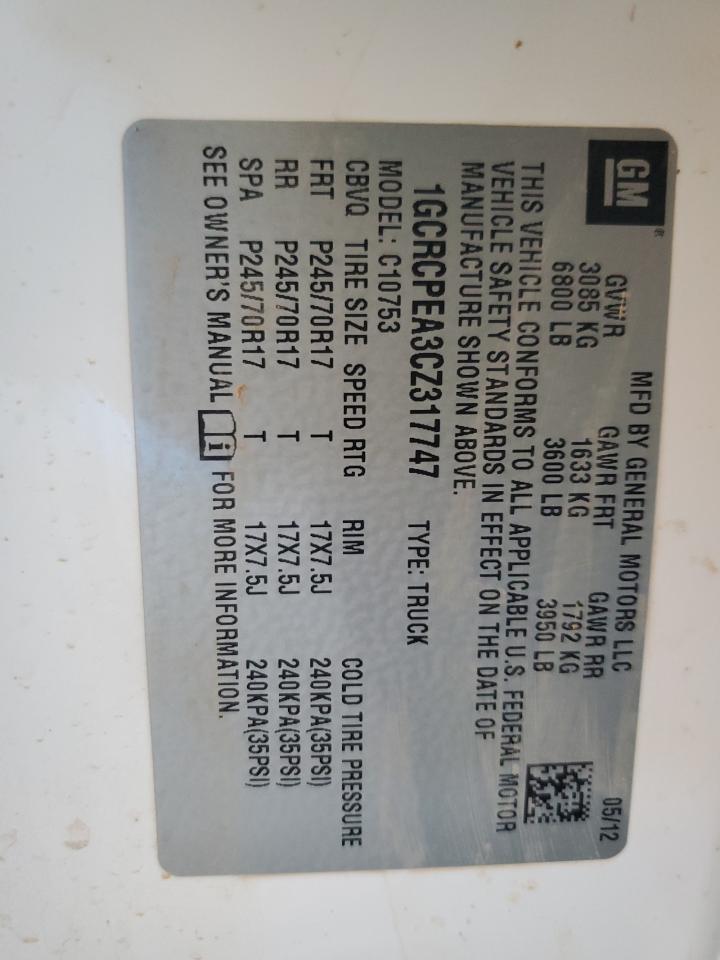 GM
®
MFD BY GENERAL MOTORS LLC 05/12
GVWR GAWR FRT GAWR RR
3085 KG 1633 KG 1792 KG
6800 LB 3600 LB 3950 LB
THIS VEHICLE CONFORMS TO ALL APPLICABLE U.S. FEDERAL MOTOR
VEHICLE SAFETY STANDARDS IN EFFECT ON THE DATE OF
MANUFACTURE SHOWN ABOVE.
1GCRCPEA3CZ317747 TYPE: TRUCK
MODEL: C10753
CBVQ TIRE SIZE SPEED RTG RIM COLD TIRE PRESSURE
FRT P245/70R17 T 17X7.5J 240KPA(35PSI)
RR P245/70R17 T 17X7.5J 240KPA(35PSI)
SPA P245/70R17 T 17X7.5J 240KPA(35PSI)
SEE OWNER'S MANUAL i FOR MORE INFORMATION.